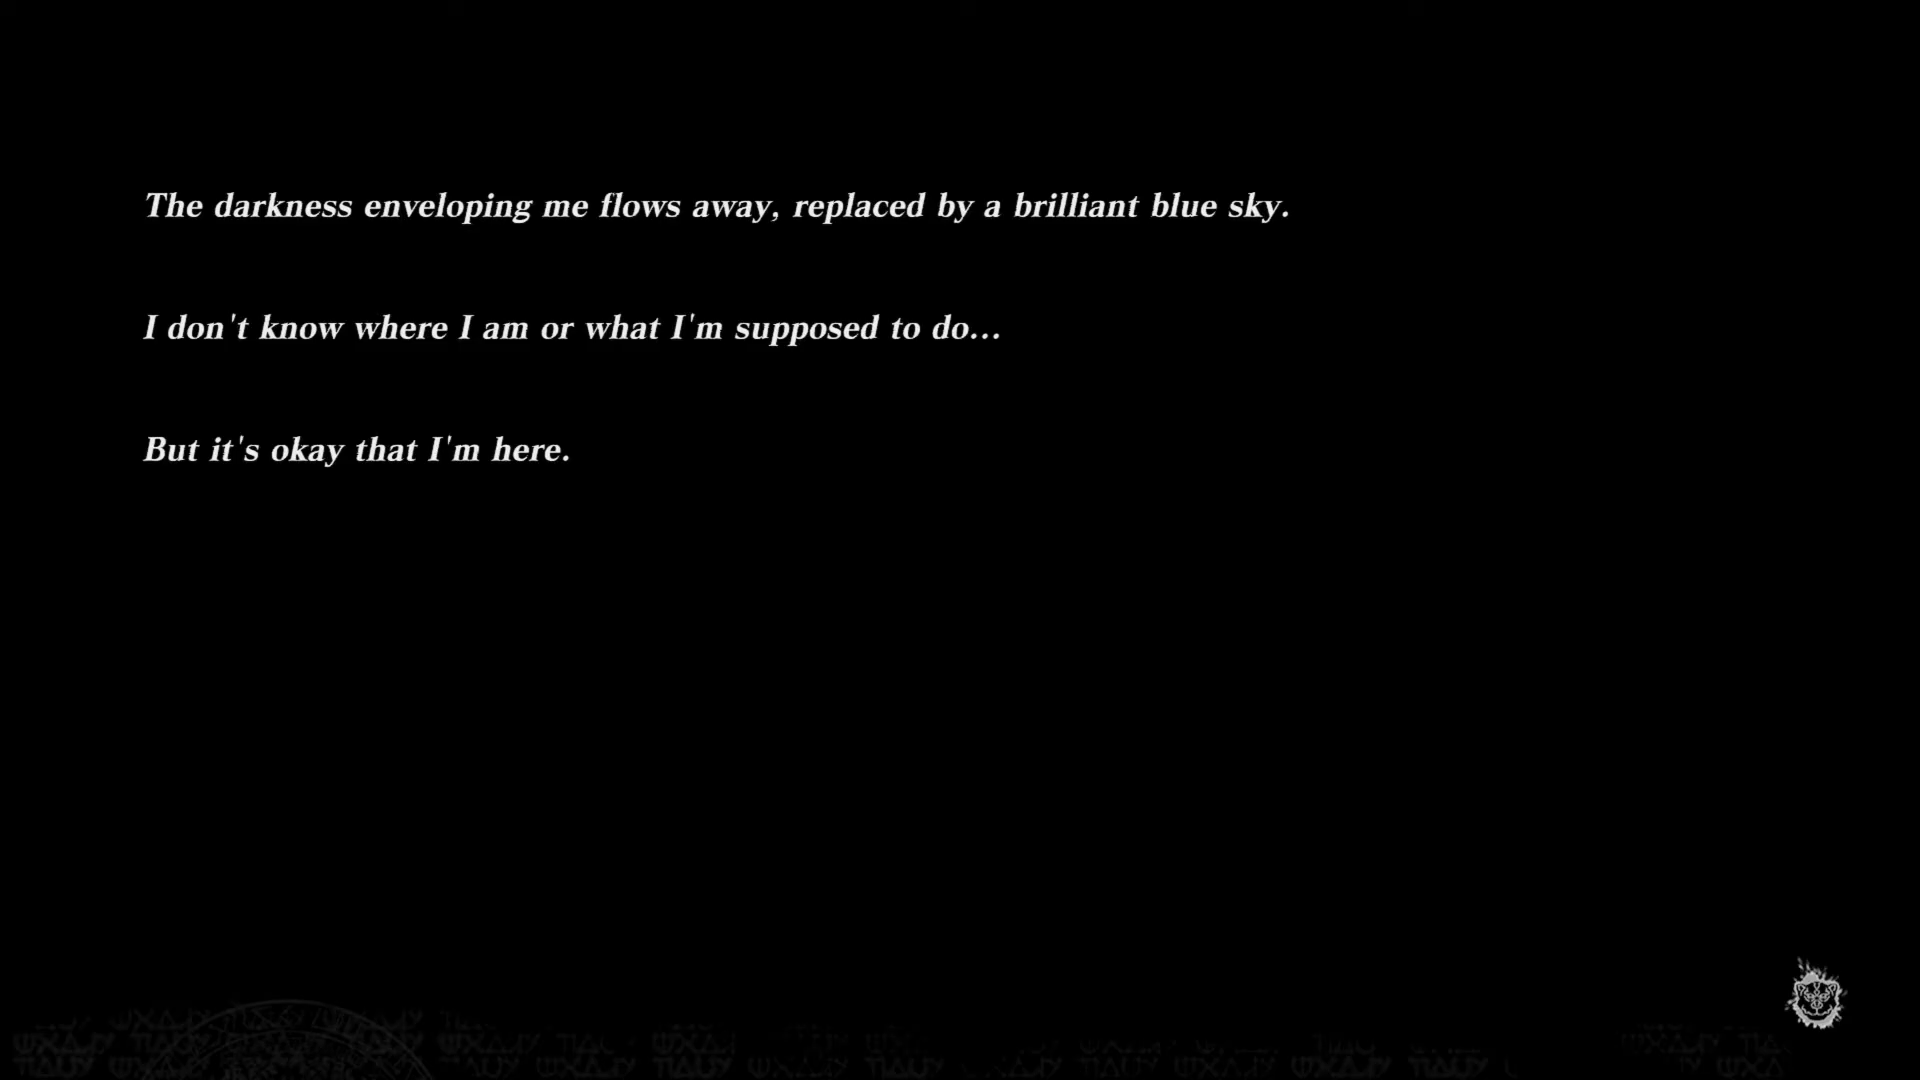 The darkness enveloping me flows away, replaced by a brilliant blue sky.
I don't know where I am or what I'm supposed to do...
But it's okay that I'm here.